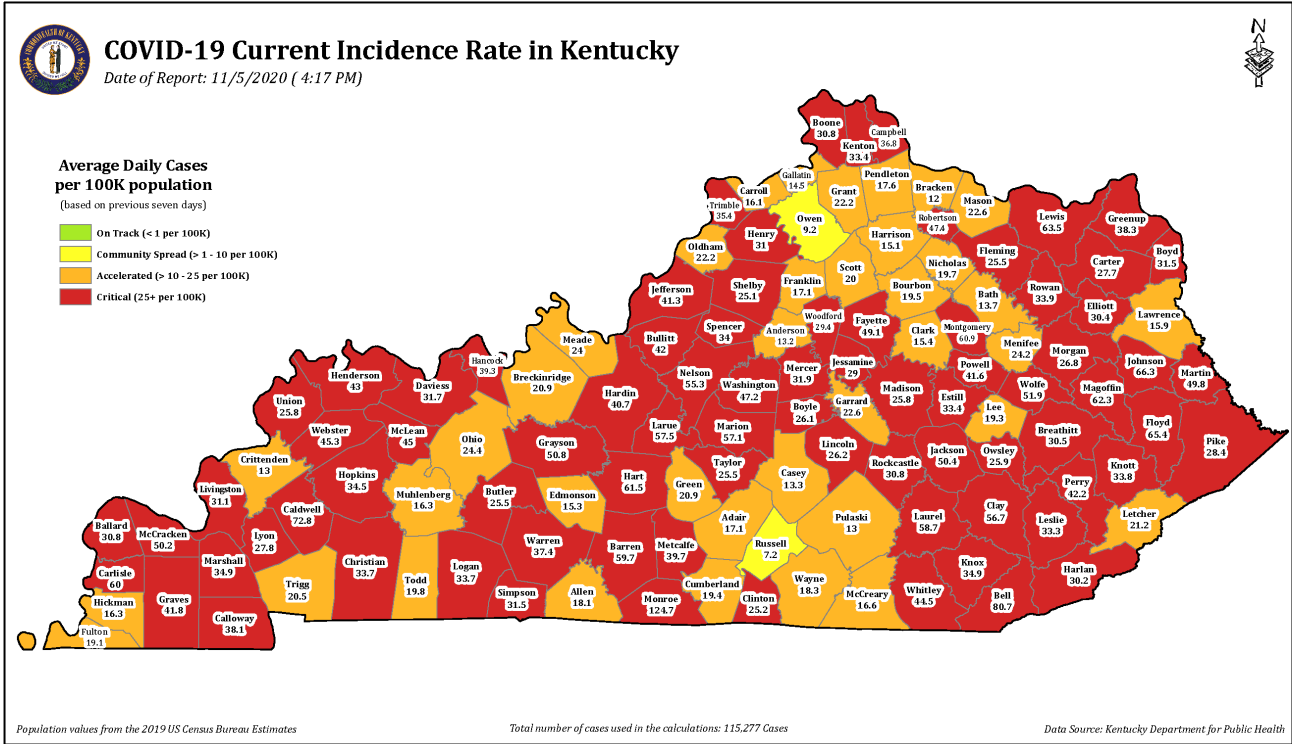 COVID-19 Current Incidence Rate in Kentucky
Date of Report: 11/5/2020 ( 4:17 PM)
N
Average Daily Cases
per 100K population
(based on previous seven days)
On Track (< 1 per 100K)
Community Spread (> 1 - 10 per 100K)
Accelerated (> 10 - 25 per 100K)
Critical (25+ per 100K)
Boone
30.8
Kenton
33.4
Campbell
36.8
Gallatin
14.5
Carroll
16.1
Trimble
35.4
Grant
22.2
Pendleton
17.6
Bracken
12
Mason
22.6
Robertson
47.4
Owen
9.2
Henry
31
Oldham
22.2
Harrison
15.1
Lewis
63.5
Greenup
38.3
Boyd
31.5
Fleming
25.5
Carter
27.7
Nicholas
19.7
Scott
20
Franklin
17.1
Shelby
25.1
Jefferson
41.3
Bourbon
19.5
Bath
13.7
Rowan
33.9
Elliott
30.4
Lawrence
15.9
Woodford
29.4
Fayette
49.1
Anderson
13.2
Spencer
34
Bullitt
42
Clark
15.4
Montgomery
60.9
Menifee
24.2
Morgan
26.8
Johnson
66.3
Martin
49.8
Meade
24
Hancock
39.3
Breckinridge
20.9
Nelson
55.3
Washington
47.2
Mercer
31.9
Jessamine
29
Powell
41.6
Wolfe
51.9
Magoffin
62.3
Henderson
43
Daviess
31.7
Union
25.8
Hardin
40.7
Boyle
26.1
Garrard
22.6
Madison
25.8
Estill
33.4
Lee
19.3
Breathitt
30.5
Floyd
65.4
Pike
28.4
Webster
45.3
McLean
45
Ohio
24.4
Grayson
50.8
Larue
57.5
Marion
57.1
Lincoln
26.2
Rockcastle
30.8
Jackson
50.4
Owsley
25.9
Knott
33.8
Perry
42.2
Crittenden
13
Hopkins
34.5
Livingston
31.1
Muhlenberg
16.3
Butler
25.5
Edmonson
15.3
Hart
61.5
Green
20.9
Taylor
25.5
Casey
13.3
Adair
17.1
Pulaski
13
Laurel
58.7
Clay
56.7
Leslie
33.3
Letcher
21.2
Caldwell
72.8
Lyon
27.8
Ballard
30.8
McCracken
50.2
Marshall
34.9
Carlisle
60
Hickman
16.3
Graves
41.8
Calloway
38.1
Fulton
19.1
Trigg
20.5
Christian
33.7
Todd
19.8
Logan
33.7
Warren
37.4
Simpson
31.5
Allen
18.1
Barren
59.7
Metcalfe
39.7
Monroe
124.7
Cumberland
19.4
Russell
7.2
Clinton
25.2
Wayne
18.3
McCreary
16.6
Whitley
44.5
Knox
34.9
Bell
80.7
Harlan
30.2
Population values from the 2019 US Census Bureau Estimates
Total number of cases used in the calculations: 115,277 Cases
Data Source: Kentucky Department for Public Health